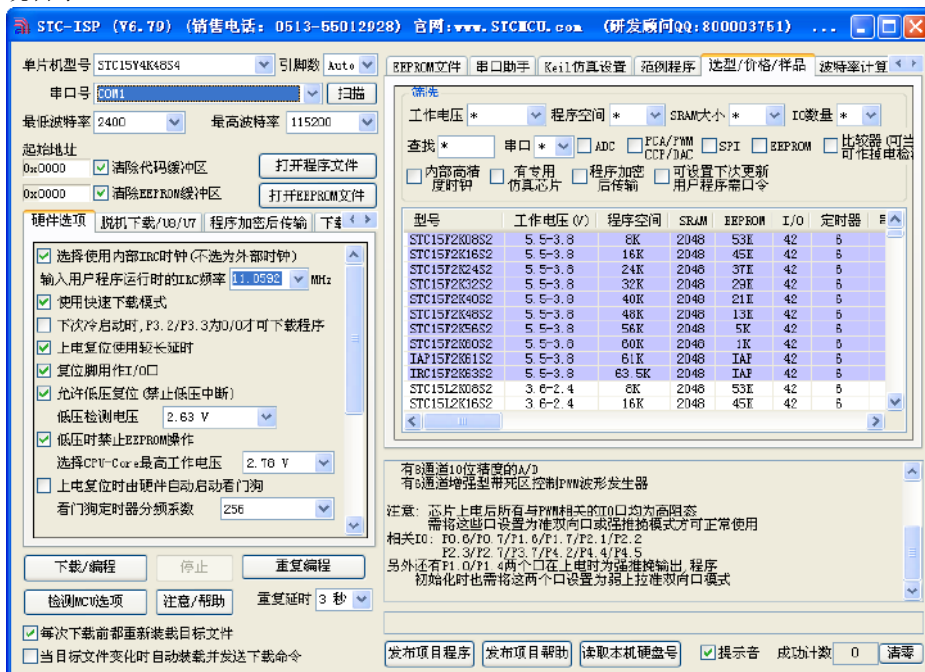 STC-ISP (V6.79) (销售电话: 0513-55012928) 官网:www.STCMCU.com (研发顾问QQ:800003751) ...
单片机型号 STC15W4K48S4 引脚数 Auto
串口号 COM1 扫描
最低波特率 2400 最高波特率 115200
起始地址
0x0000 清除代码缓冲区 打开程序文件
0x0000 清除EEPROM缓冲区 打开EEPROM文件
硬件选项 脱机下载/U8/U7 程序加密后传输
选择使用内部IRC时钟(不选为外部时钟)
输入用户程序运行时的IRC频率 11.0592 MHz
使用快速下载模式
下次冷启动时,P3.2/P3.3为0/0才可下载程序
上电复位使用较长延时
复位脚用作I/O口
允许低压复位(禁止低压中断)
低压检测电压 2.63 V
低压时禁止EEPROM操作
选择CPU-Core最高工作电压 2.78 V
上电复位时由硬件自动启动看门狗
看门狗定时器分频系数 256
下载/编程 停止 重复编程
检测MCU选项 注意/帮助 重复延时 3 秒
每次下载前都重新装载目标文件
当目标文件变化时自动装载并发送下载命令
EEPROM文件 串口助手 Keil仿真设置 范例程序 选型/价格/样品 波特率计算
筛选
工作电压 * 程序空间 * SRAM大小 * IO数量 *
查找 * 串口 * ADC PCA/PWM CCP/DAC SPI EEPROM 比较器(可当 可作掉电检
内部高精度时钟 有专用仿真芯片 程序加密后传输 可设置下次更新用户程序需口令
型号 工作电压(V) 程序空间 SRAM EEPROM I/O 定时器
STC15F2K08S2 5.5-3.8 8K 2048 53K 42 6
STC15F2K16S2 5.5-3.8 16K 2048 45K 42 6
STC15F2K24S2 5.5-3.8 24K 2048 37K 42 6
STC15F2K32S2 5.5-3.8 32K 2048 29K 42 6
STC15F2K40S2 5.5-3.8 40K 2048 21K 42 6
STC15F2K48S2 5.5-3.8 48K 2048 13K 42 6
STC15F2K56S2 5.5-3.8 56K 2048 5K 42 6
STC15F2K60S2 5.5-3.8 60K 2048 1K 42 6
IAP15F2K61S2 5.5-3.8 61K 2048 IAP 42 6
IRC15F2K63S2 5.5-3.8 63.5K 2048 IAP 42 6
STC15L2K08S2 3.6-2.4 8K 2048 53K 42 6
STC15L2K16S2 3.6-2.4 16K 2048 45K 42 6
有8通道10位精度的A/D
有6通道增强型带死区控制PWM波形发生器
注意: 芯片上电后所有与PWM相关的IO口均为高阻态
需将这些口设置为准双向口或强推挽模式方可正常使用
相关IO: P0.6/P0.7/P1.6/P1.7/P2.1/P2.2
P2.3/P2.7/P3.7/P4.2/P4.4/P4.5
另外还有P1.0/P1.4两个口在上电时为强推挽输出,程序
初始化时也需将这两个口设置为弱上拉准双向口模式
发布项目程序 发布项目帮助 读取本机硬盘号 提示音 成功计数 0 清零